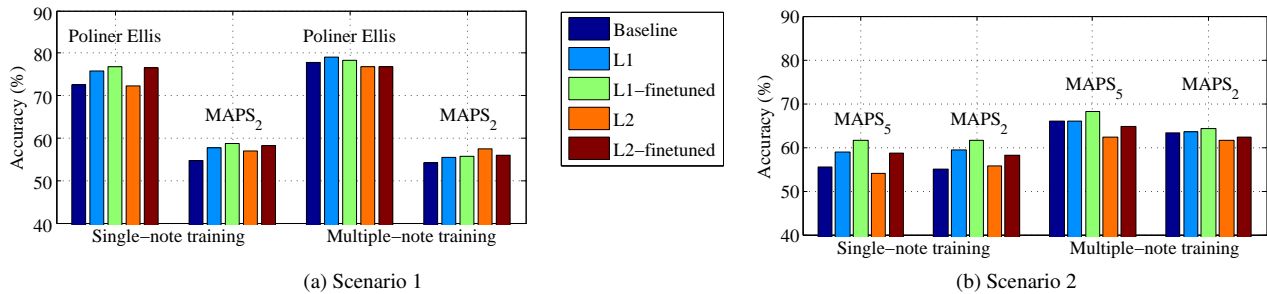 90
80
70
60
50
40
Accuracy (%)
Poliner Ellis
MAPS2
Poliner Ellis
MAPS2
Single−note training
Multiple−note training
(a) Scenario 1
Baseline
L1
L1−finetuned
L2
L2−finetuned
90
80
70
60
50
40
Accuracy (%)
MAPS5
MAPS2
MAPS5
MAPS2
Single−note training
Multiple−note training
(b) Scenario 2